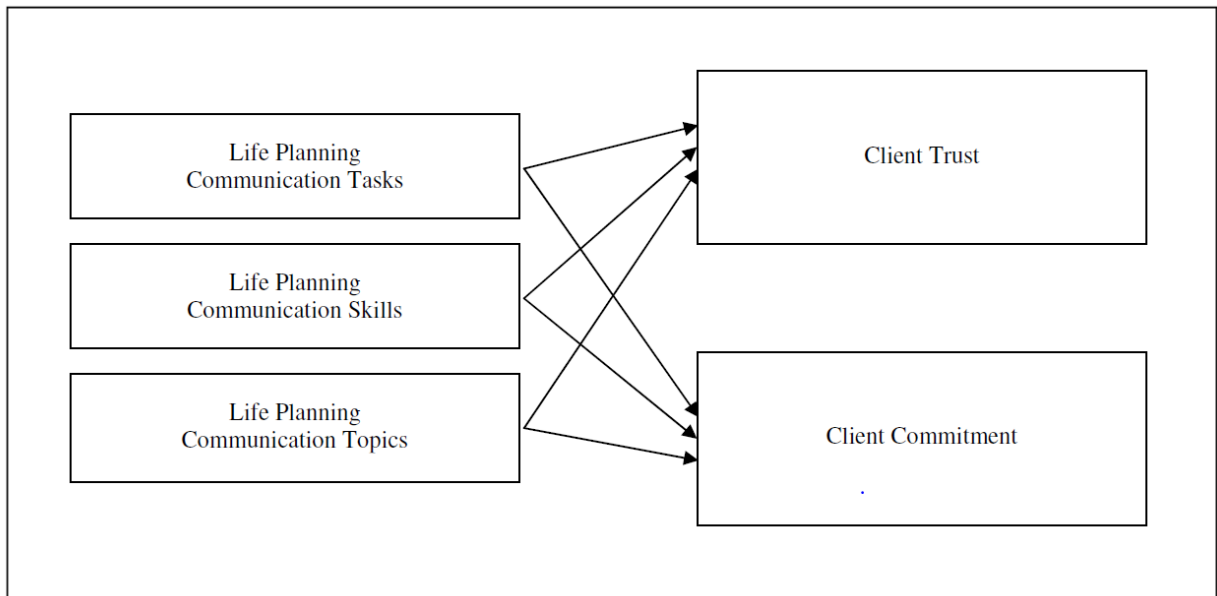 Life Planning
Communication Tasks
Life Planning
Communication Skills
Life Planning
Communication Topics
Client Trust
Client Commitment